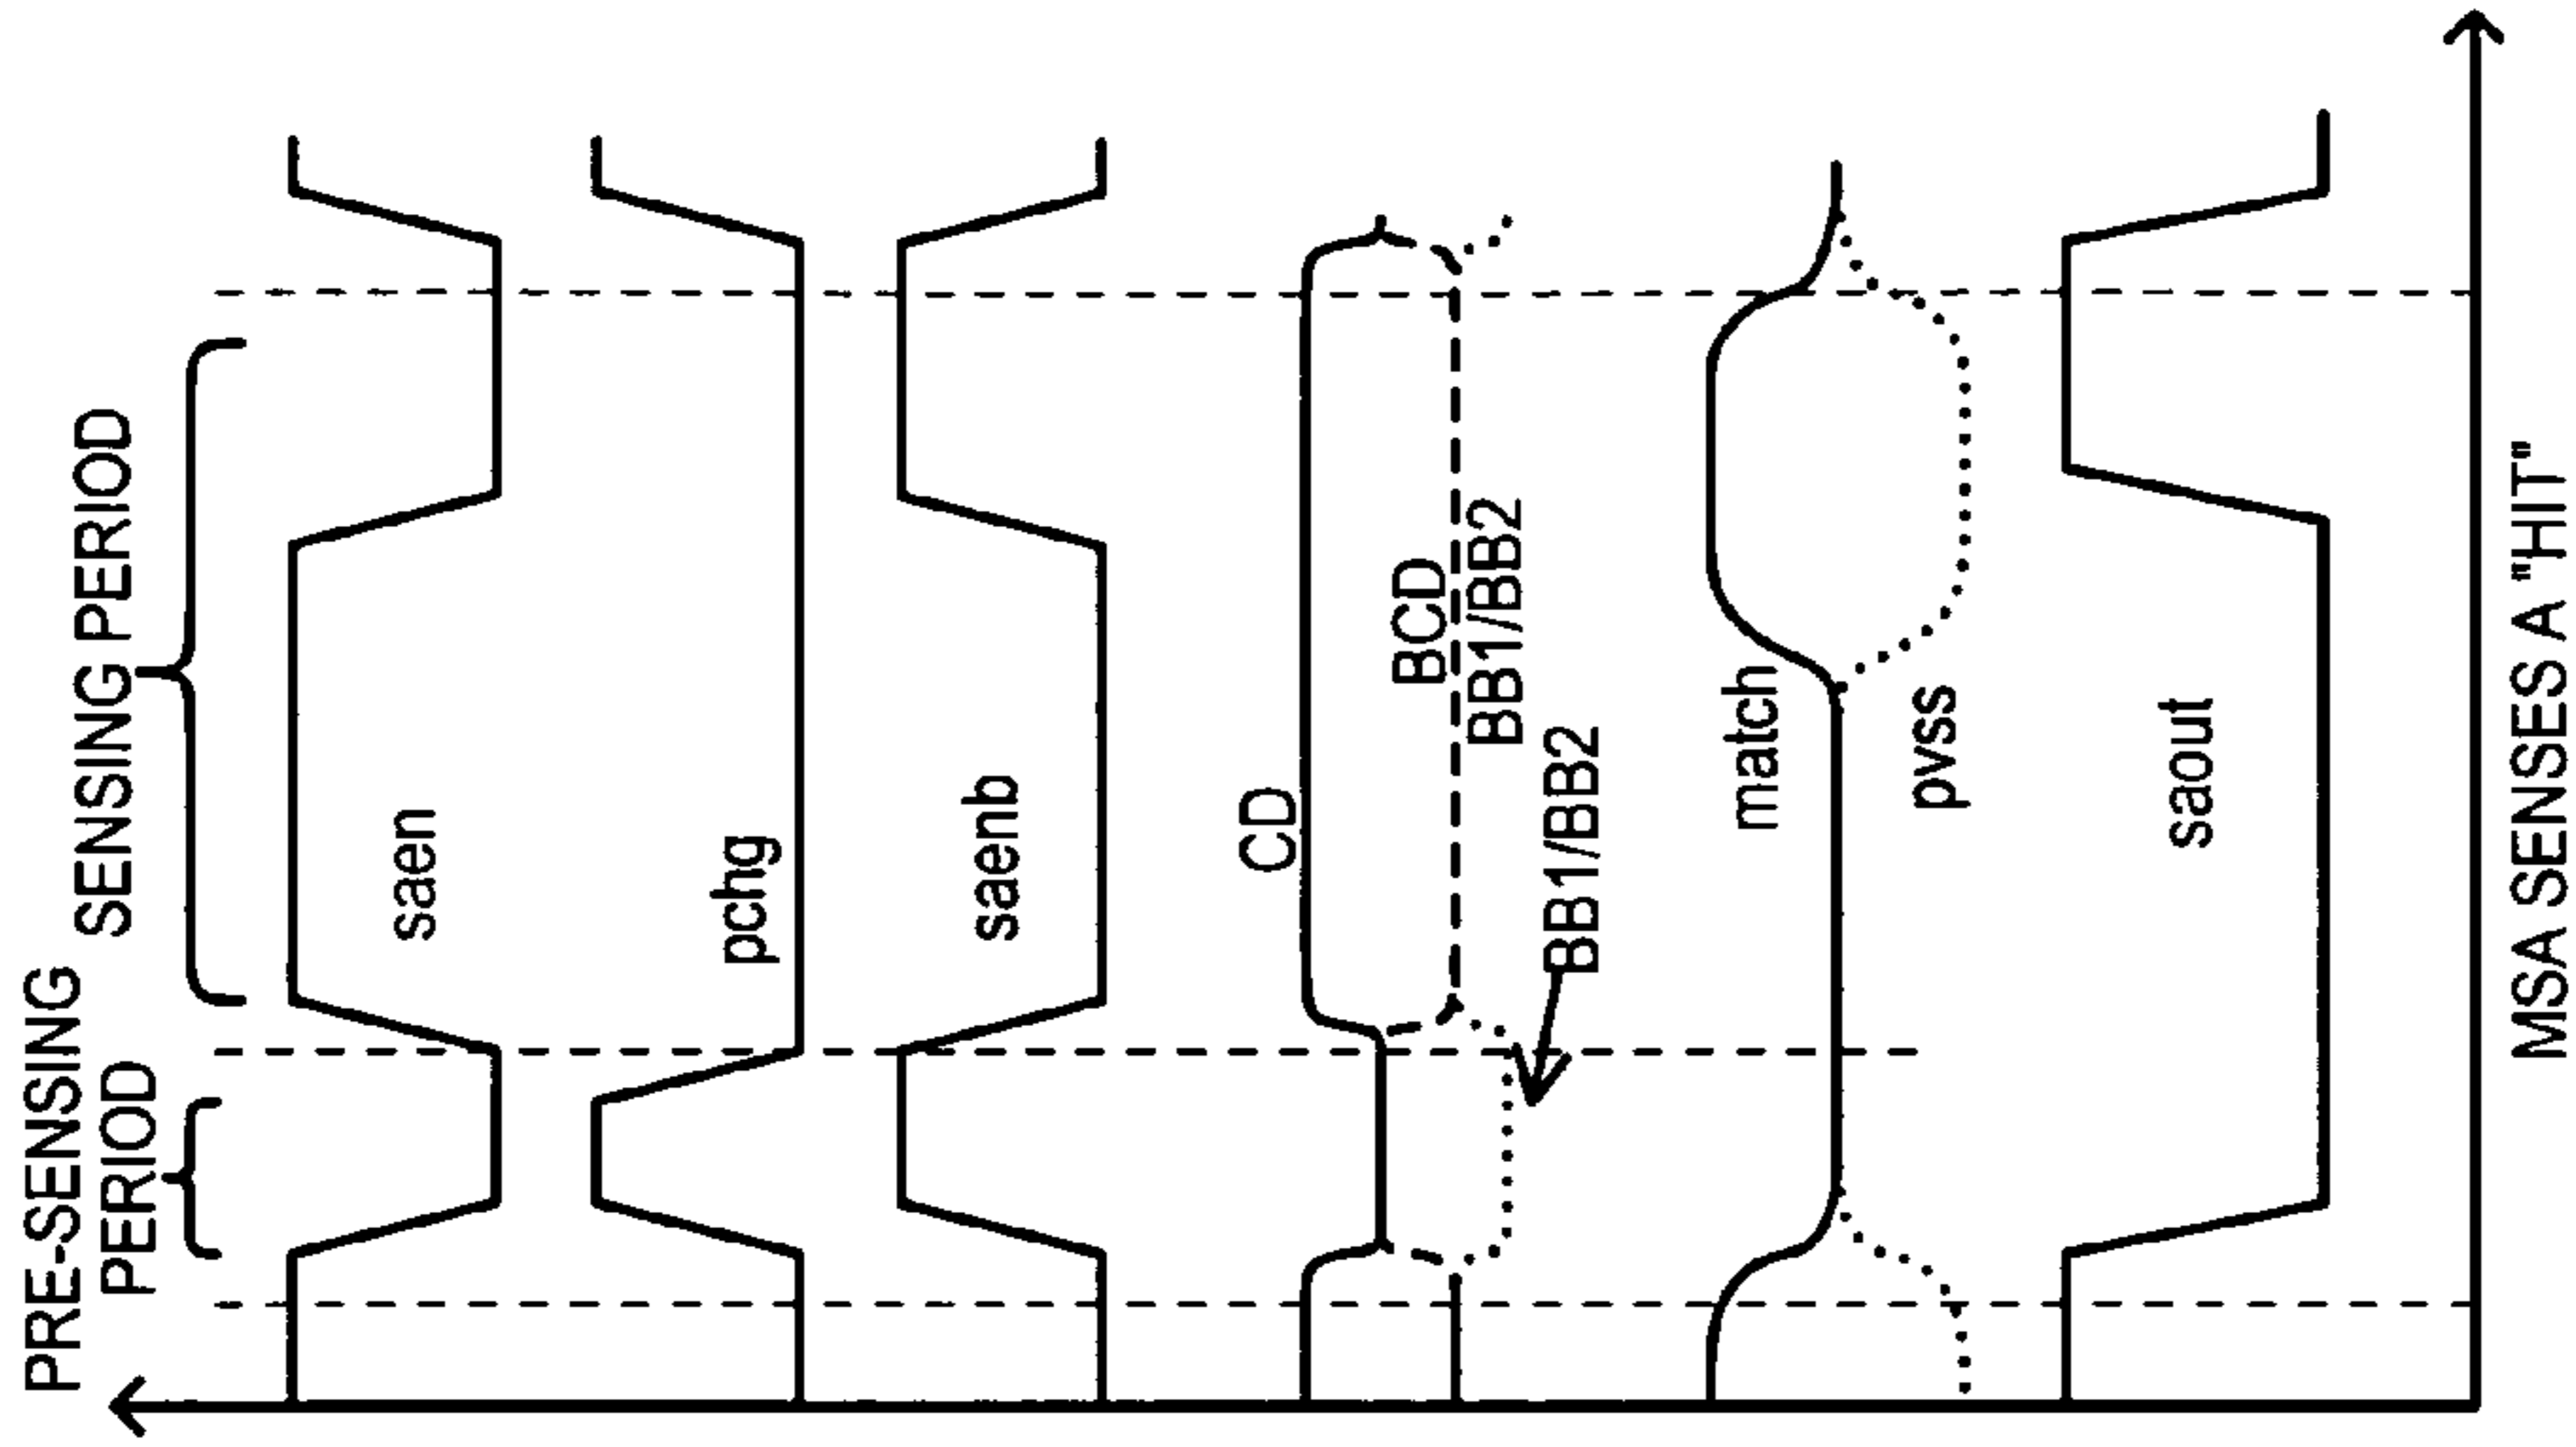 PRE-SENSING
PERIOD
SENSING PERIOD
saen
pchg
saenb
CD
BCD
BB1/BB2
BB1/BB2
match
pvss
saout
MSA SENSES A "HIT"